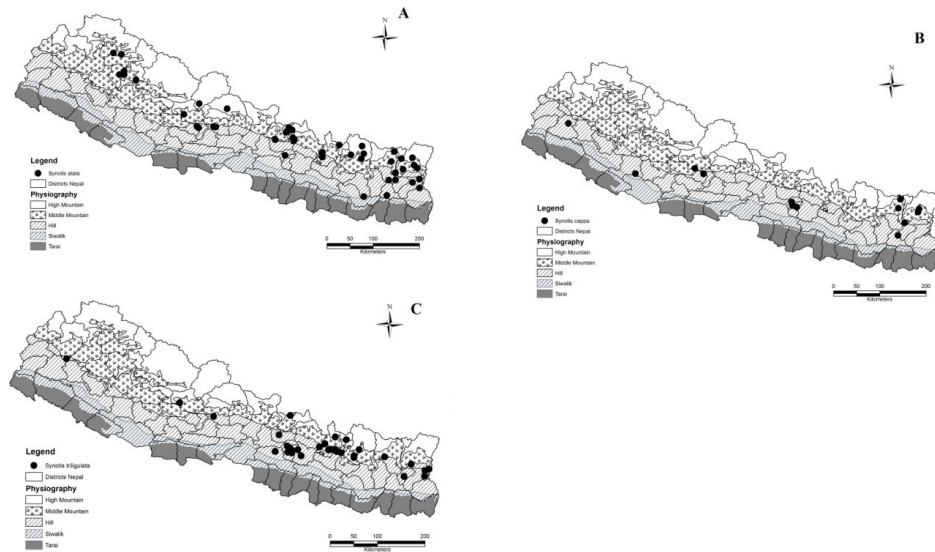 A
N
Legend
Synotis alata
Districts Nepal
Physiography
High Mountain
Middle Mountain
Hill
Siwalik
Tarai
0 50 100 200
Kilometers
B
N
Legend
Synotis cappa
Districts Nepal
Physiography
High Mountain
Middle Mountain
Hill
Siwalik
Tarai
0 50 100 200
Kilometers
C
N
Legend
Synotis triligulata
Districts Nepal
Physiography
High Mountain
Middle Mountain
Hill
Siwalik
Tarai
0 50 100 200
Kilometers